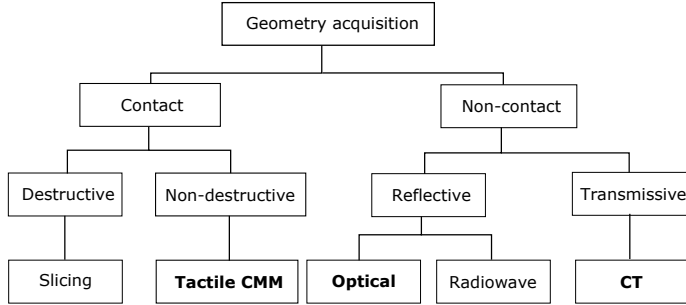 Geometry acquisition
Contact
Non-contact
Destructive
Non-destructive
Reflective
Transmissive
Slicing
Tactile CMM
Optical
Radiowave
CT